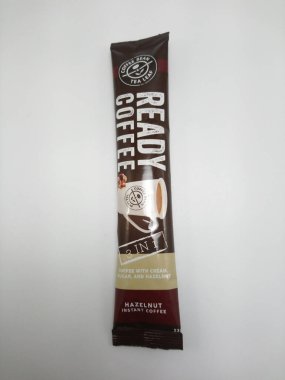 COFFEE BEAN
TEA LEAF
READY
COFFEE
3 IN 1
COFFEE WITH CREAM,
SUGAR, AND HAZELNUT
HAZELNUT
INSTANT COFFEE